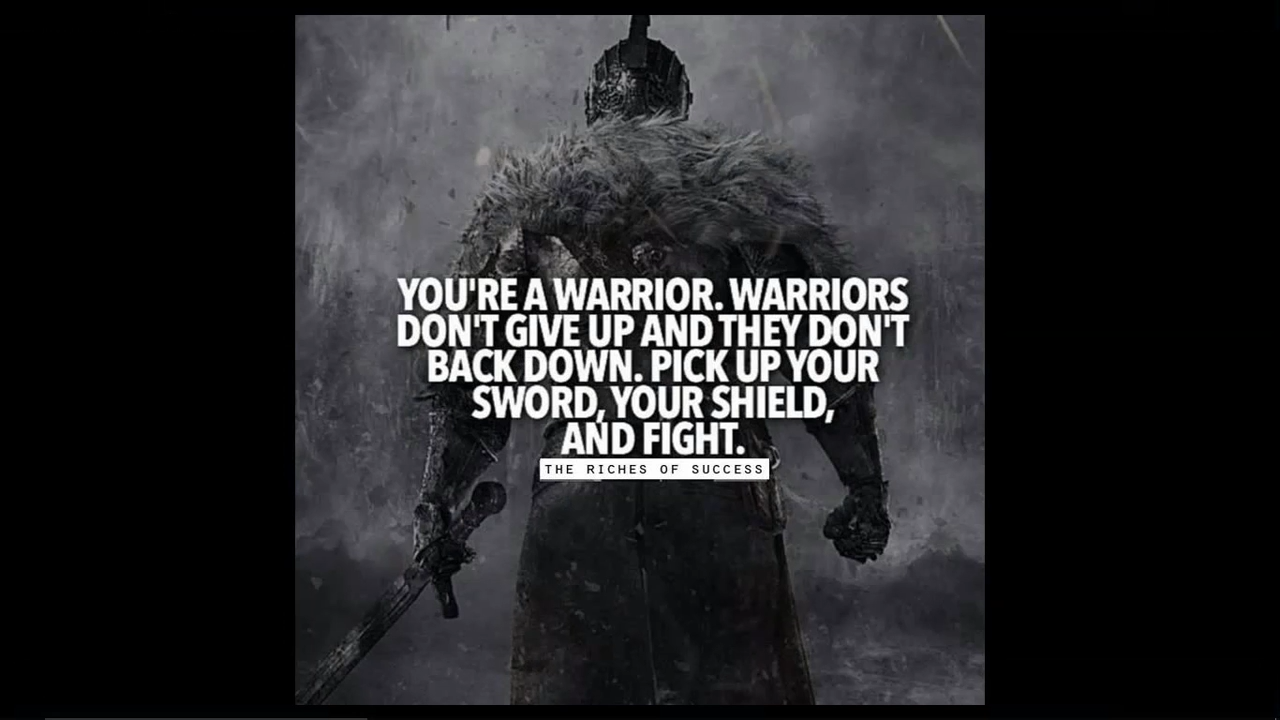 YOU'RE A WARRIOR. WARRIORS
DON'T GIVE UP AND THEY DON'T
BACK DOWN. PICK UP YOUR
SWORD, YOUR SHIELD,
AND FIGHT.
THE RICHES OF SUCCESS